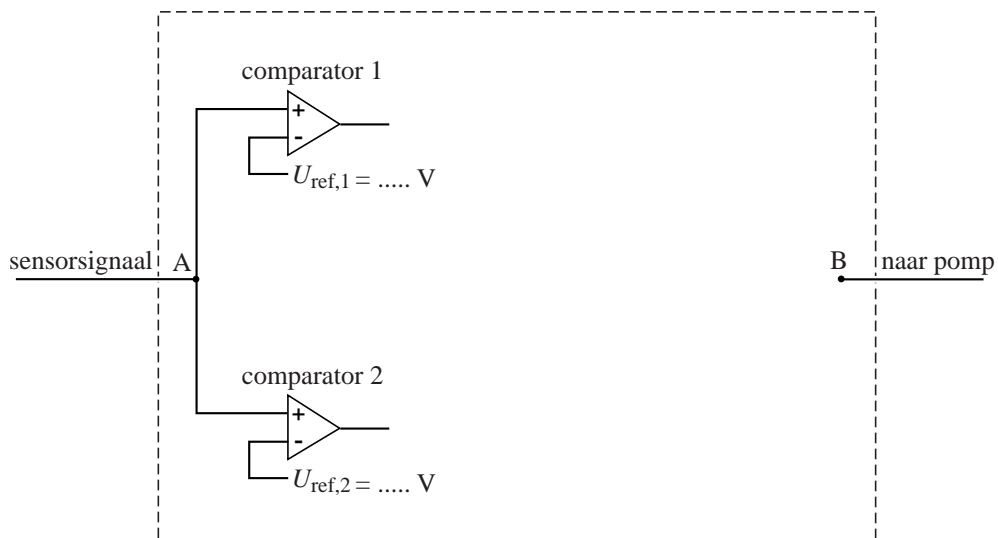 comparator 1
+
-
Uref,1 = ..... V
sensorsignaal A
B naar pomp
comparator 2
+
-
Uref,2 = ..... V